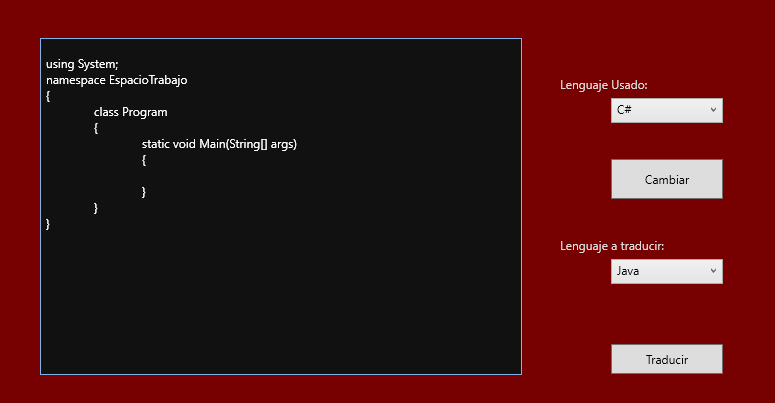 using System;
namespace EspacioTrabajo
{
class Program
{
static void Main(String[] args)
{
}
}
}
Lenguaje Usado:
C#
Cambiar
Lenguaje a traducir:
Java
Traducir